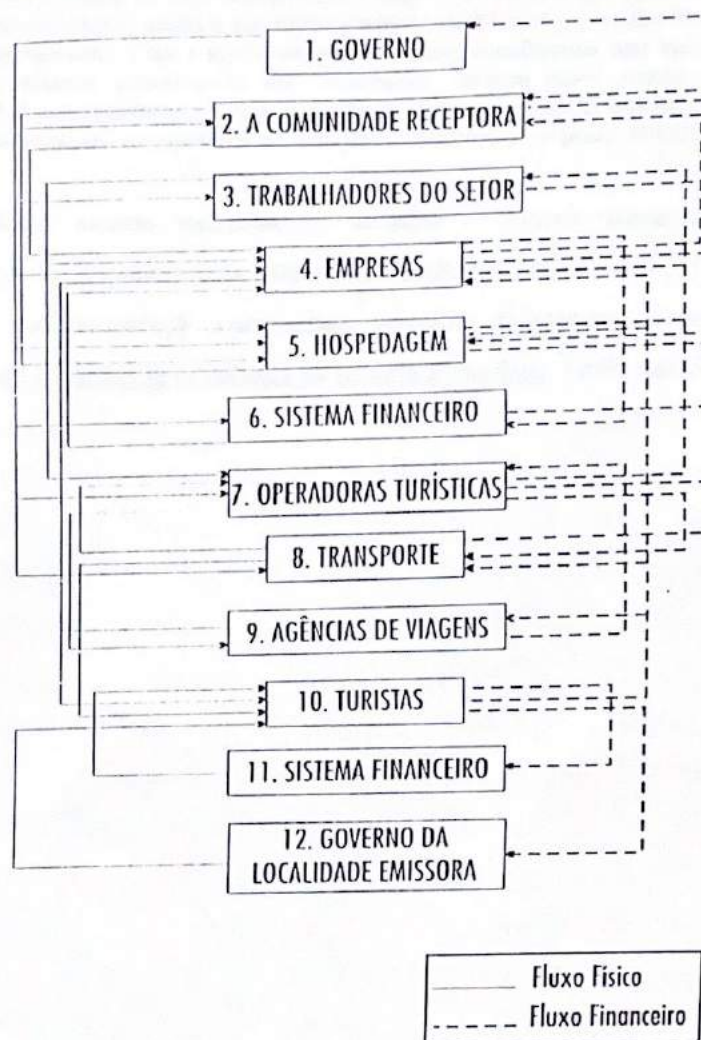 1. GOVERNO
2. A COMUNIDADE RECEPTORA
3. TRABALHADORES DO SETOR
4. EMPRESAS
5. HOSPEDAGEM
6. SISTEMA FINANCEIRO
7. OPERADORAS TURÍSTICAS
8. TRANSPORTE
9. AGÊNCIAS DE VIAGENS
10. TURISTAS
11. SISTEMA FINANCEIRO
12. GOVERNO DA
LOCALIDADE EMISSORA
Fluxo Físico
Fluxo Financeiro